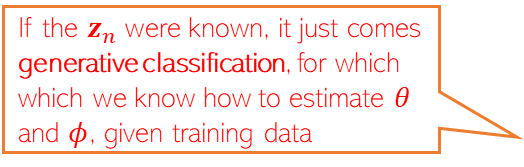 If the 𝒛ₙ were known, it just comes
generative classification, for which
which we know how to estimate 𝜃
and 𝜙, given training data